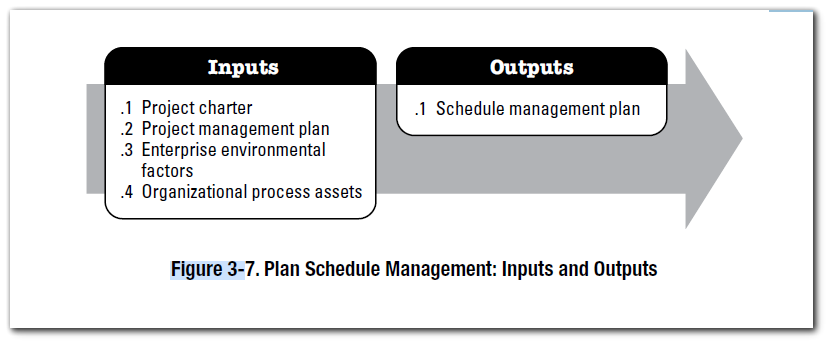 Inputs
.1 Project charter
.2 Project management plan
.3 Enterprise environmental
factors
.4 Organizational process assets
Outputs
.1 Schedule management plan
Figure 3-7. Plan Schedule Management: Inputs and Outputs